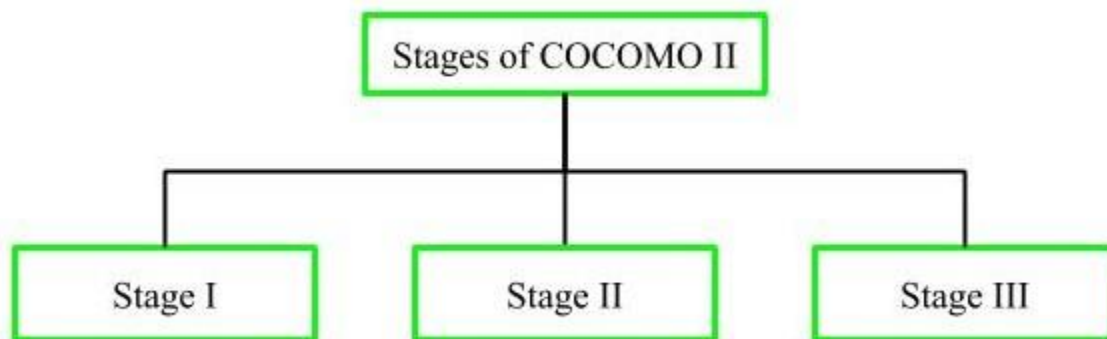 Stages of COCOMO II
Stage I
Stage II
Stage III